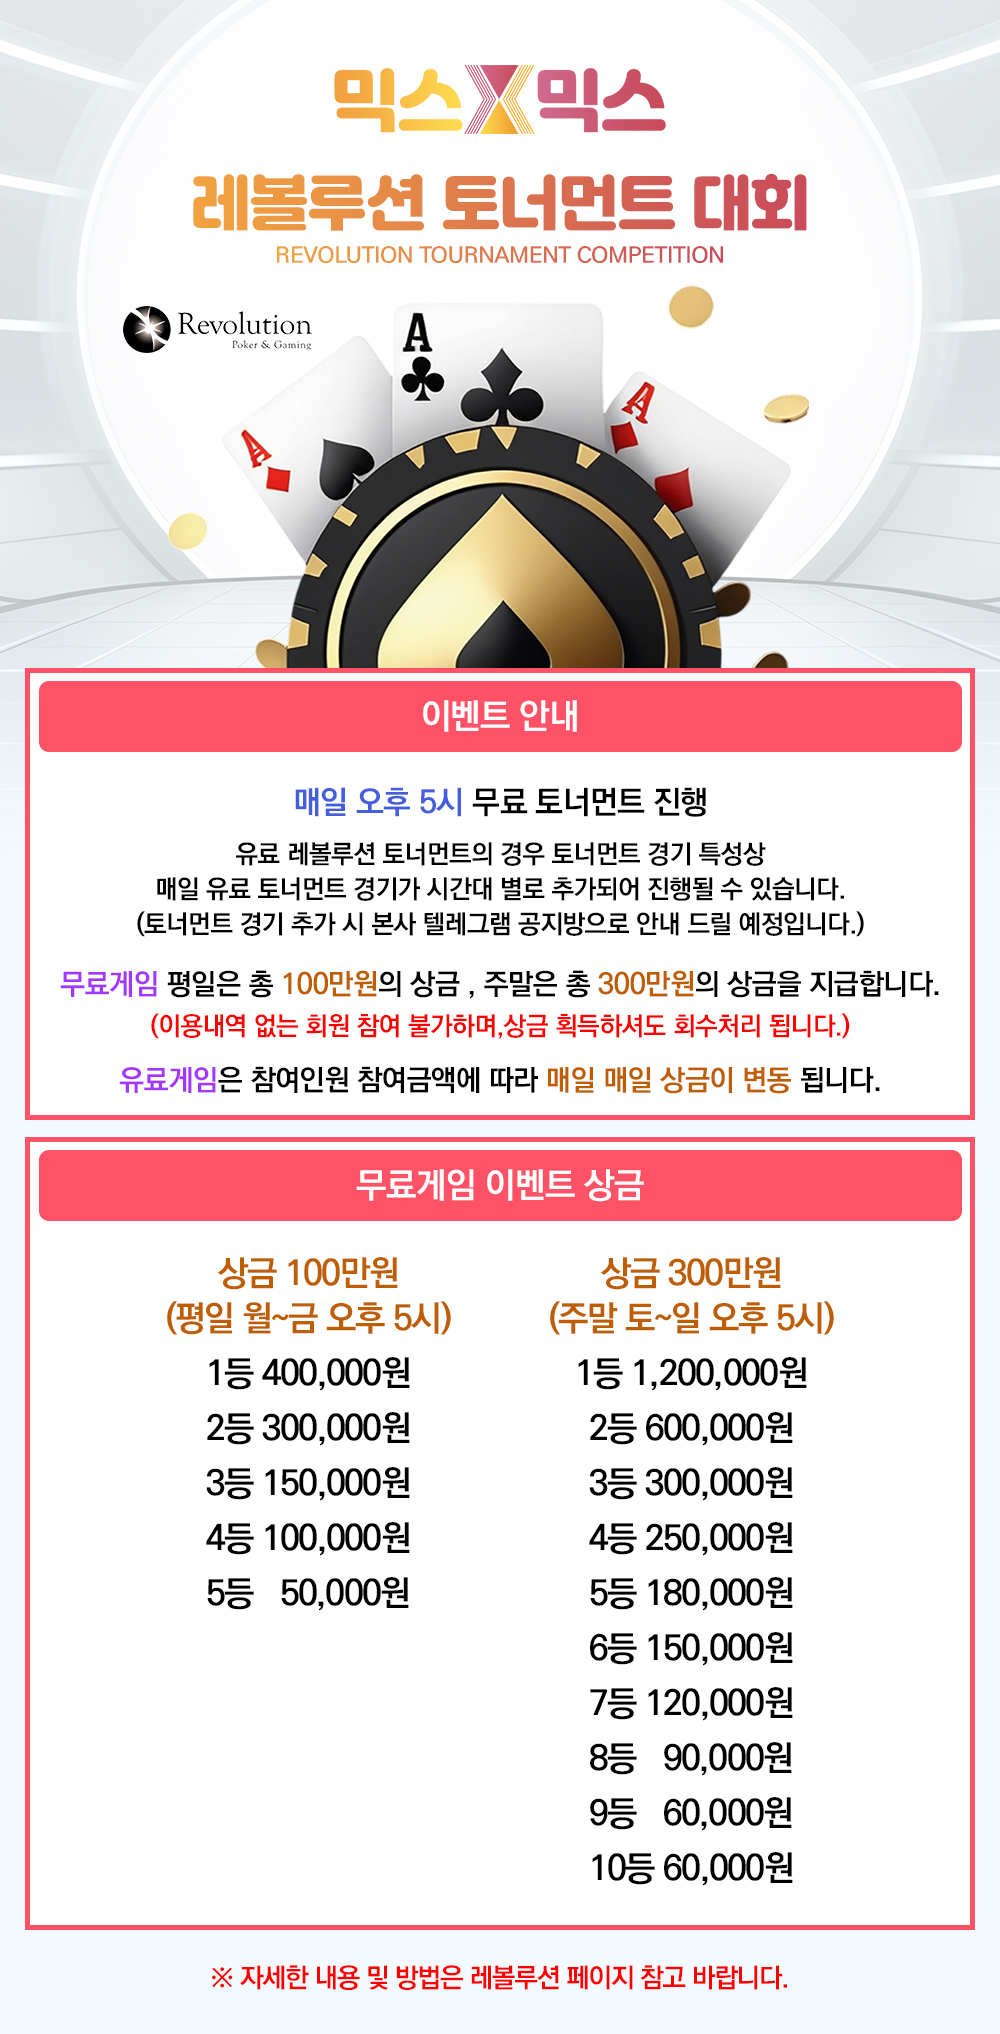 믹스 믹스
레볼루션 토너먼트 대회
REVOLUTION TOURNAMENT COMPETITION
Revolution
Poker & Gaming
A
A
A
이벤트 안내
매일 오후 5시 무료 토너먼트 진행
유료 레볼루션 토너먼트의 경우 토너먼트 경기 특성상
매일 유료 토너먼트 경기가 시간대 별로 추가되어 진행될 수 있습니다.
(토너먼트 경기 추가 시 본사 텔레그램 공지방으로 안내 드릴 예정입니다.)
무료게임 평일은 총 100만원의 상금 , 주말은 총 300만원의 상금을 지급합니다.
(이용내역 없는 회원 참여 불가하며,상금 획득하셔도 회수처리 됩니다.)
유료게임은 참여인원 참여금액에 따라 매일 매일 상금이 변동 됩니다.
무료게임 이벤트 상금
상금 100만원
(평일 월~금 오후 5시)
1등 400,000원
2등 300,000원
3등 150,000원
4등 100,000원
5등 50,000원
상금 300만원
(주말 토~일 오후 5시)
1등 1,200,000원
2등 600,000원
3등 300,000원
4등 250,000원
5등 180,000원
6등 150,000원
7등 120,000원
8등 90,000원
9등 60,000원
10등 60,000원
※ 자세한 내용 및 방법은 레볼루션 페이지 참고 바랍니다.